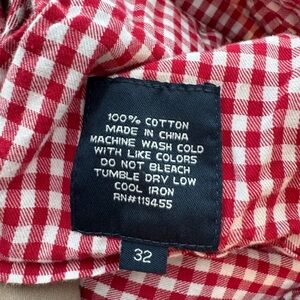 100% COTTON
MADE IN CHINA
MACHINE WASH COLD
WITH LIKE COLORS
DO NOT BLEACH
TUMBLE DRY LOW
COOL IRON
RN#119455
32